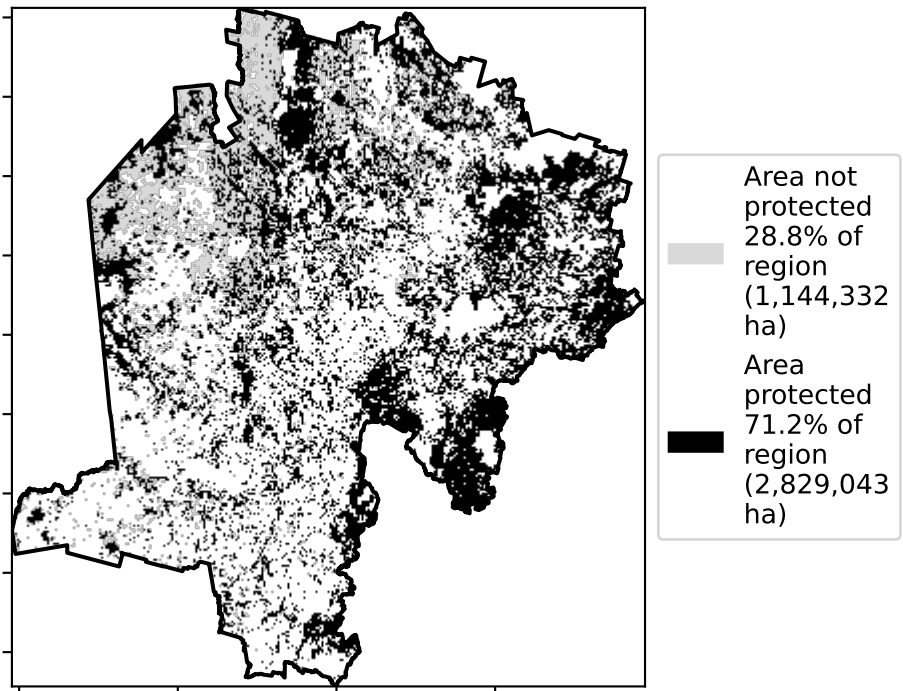 Area not
protected
28.8% of
region
(1,144,332
ha)
Area
protected
71.2% of
region
(2,829,043
ha)